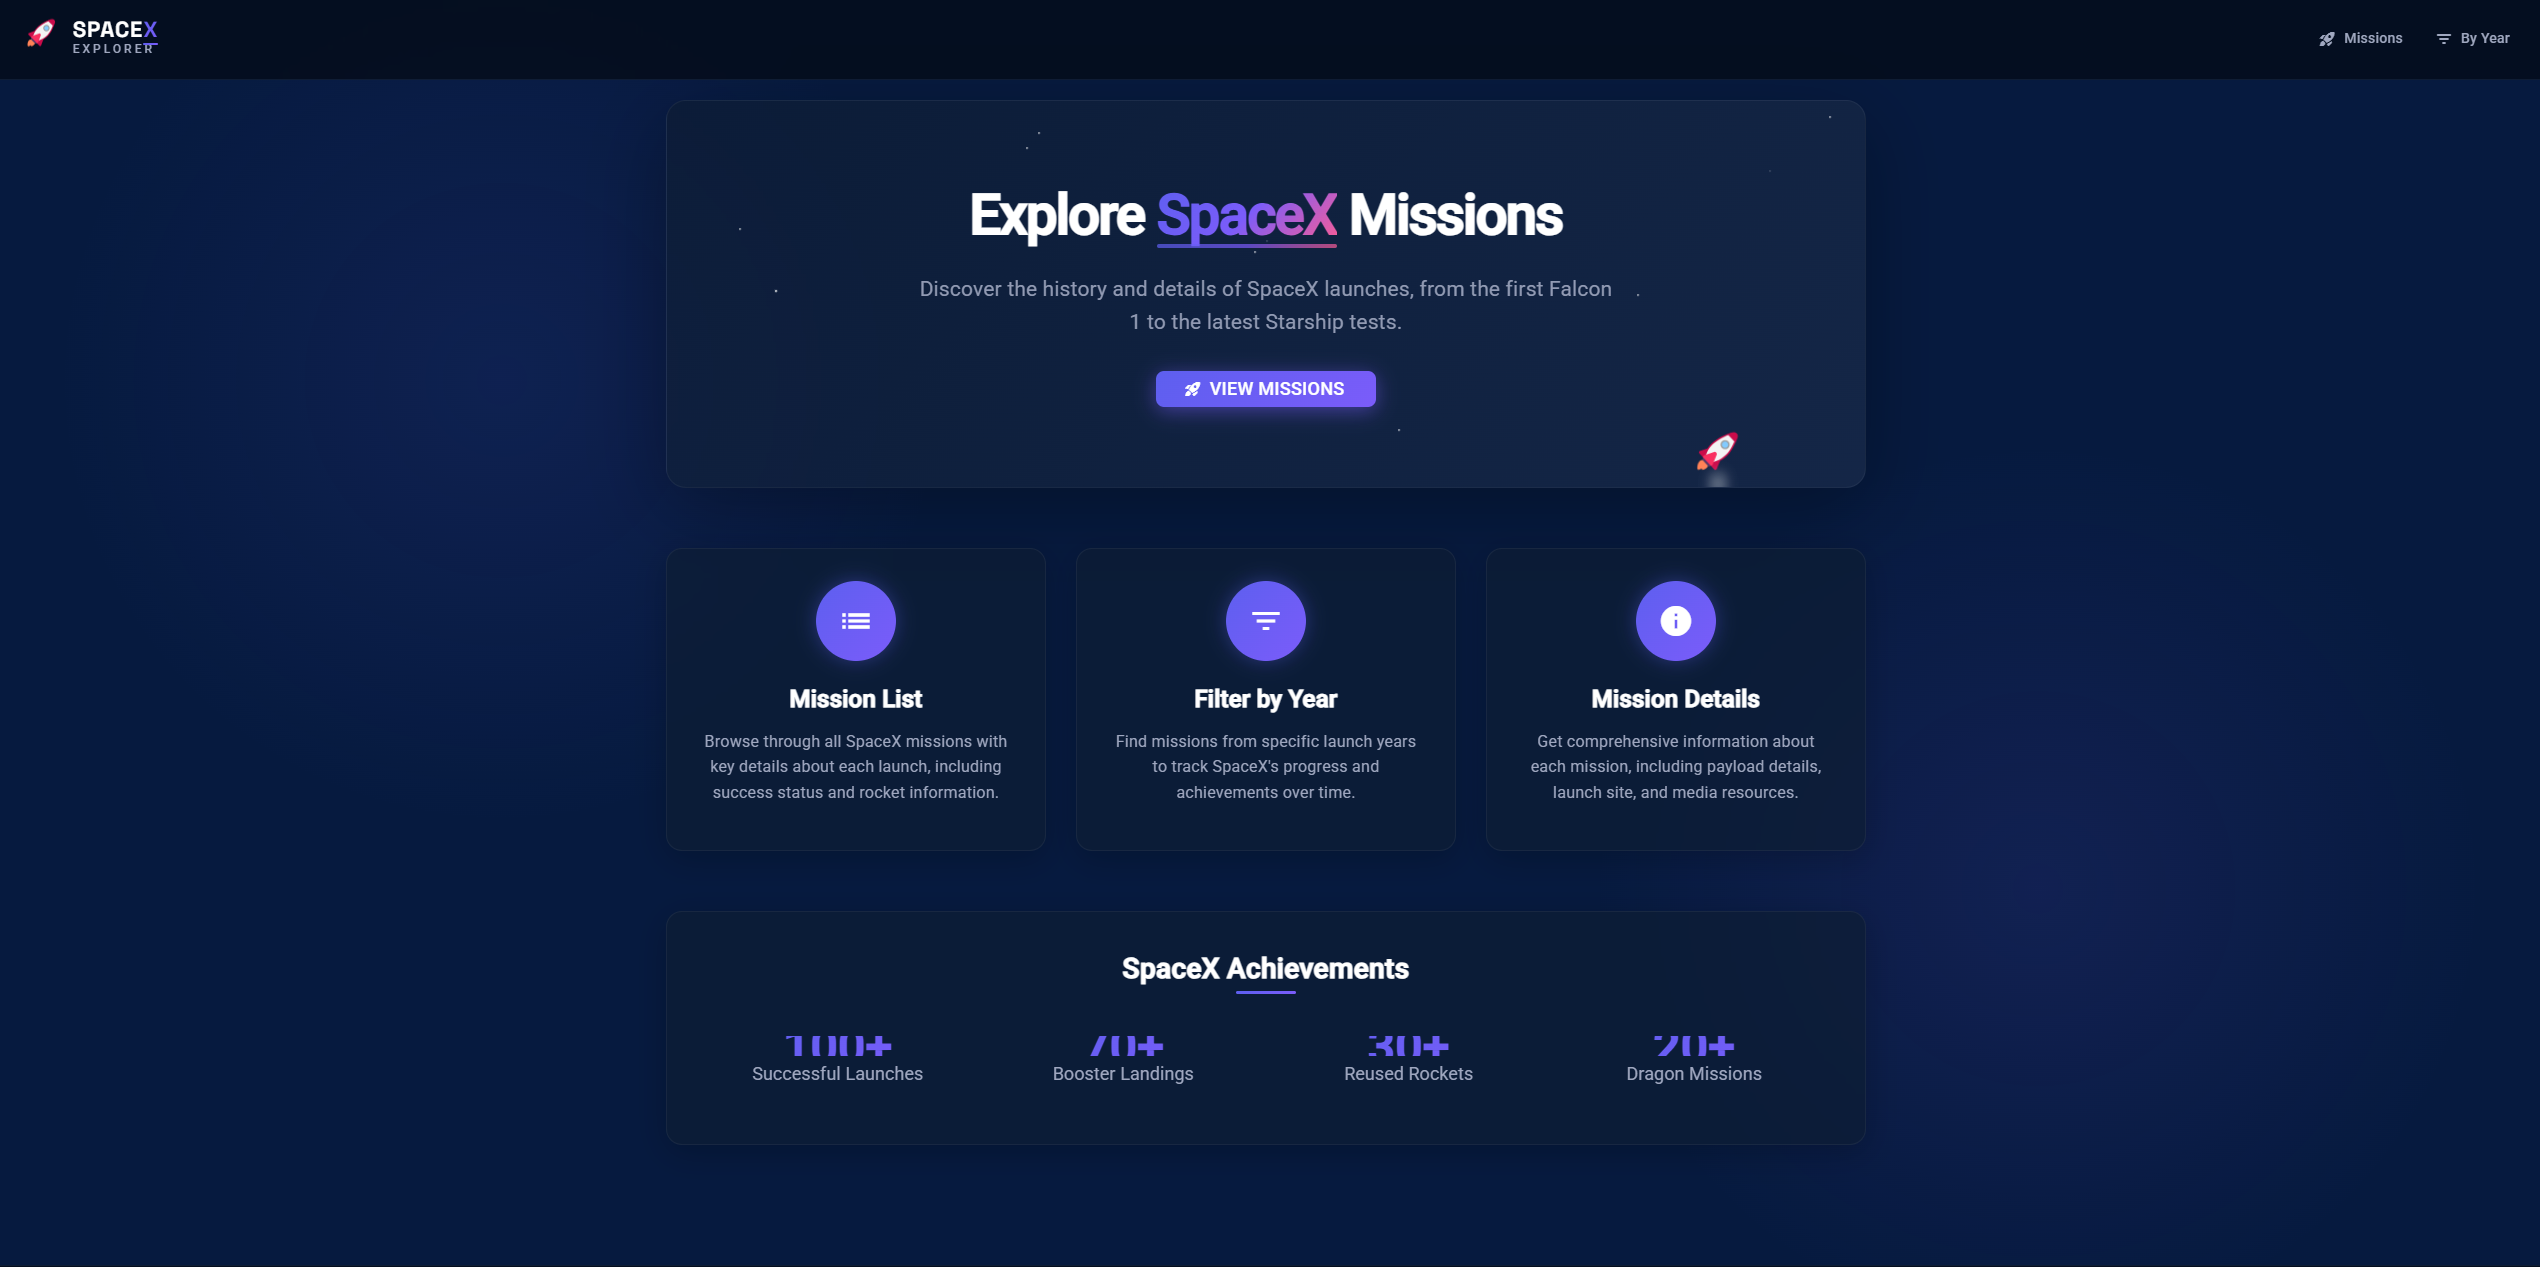 SPACEX
EXPLORER
Missions
By Year
Explore SpaceX Missions
Discover the history and details of SpaceX launches, from the first Falcon
1 to the latest Starship tests.
VIEW MISSIONS
Mission List
Browse through all SpaceX missions with
key details about each launch, including
success status and rocket information.
Filter by Year
Find missions from specific launch years
to track SpaceX's progress and
achievements over time.
Mission Details
Get comprehensive information about
each mission, including payload details,
launch site, and media resources.
SpaceX Achievements
100+
Successful Launches
70+
Booster Landings
30+
Reused Rockets
20+
Dragon Missions